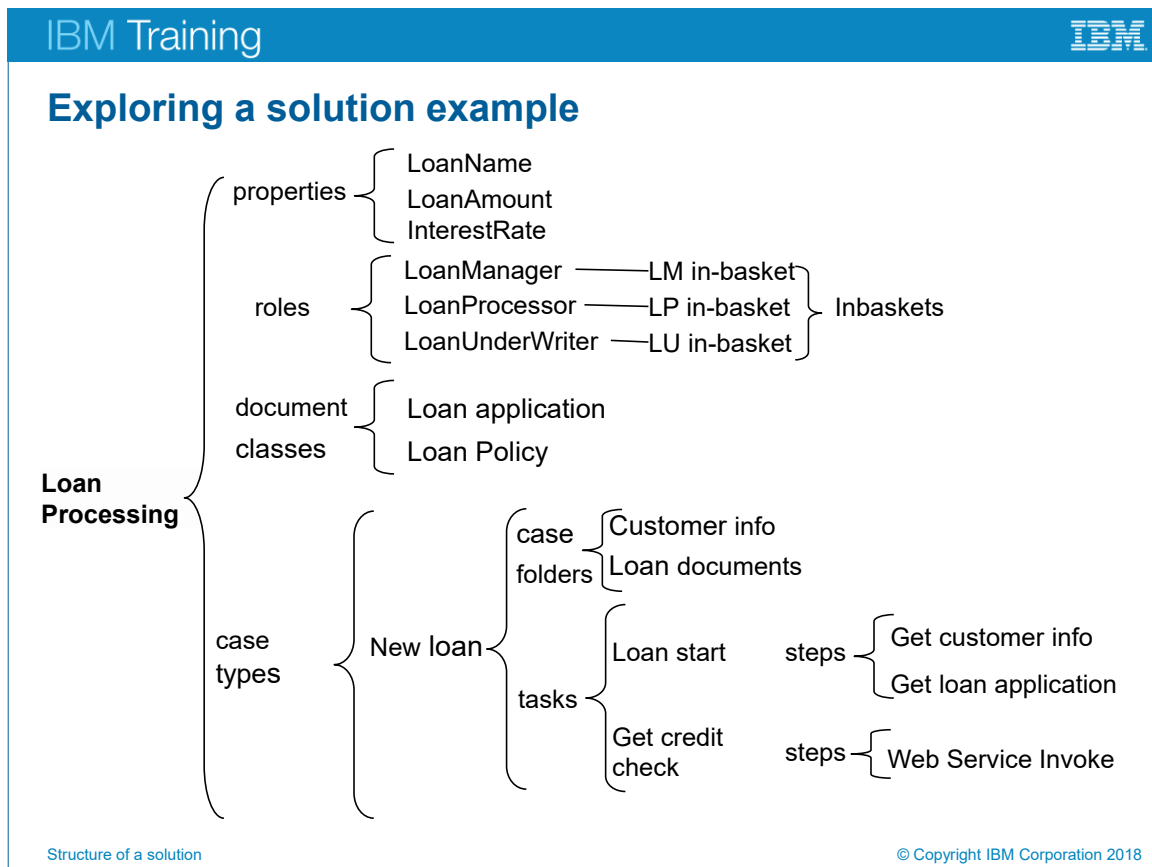 IBM Training
IBM
Exploring a solution example
properties
LoanName
LoanAmount
InterestRate
roles
LoanManager LM in-basket
LoanProcessor LP in-basket
LoanUnderWriter LU in-basket
Inbaskets
document
classes
Loan application
Loan Policy
Loan
Processing
case
types
New loan
case
folders
Customer info
Loan documents
tasks
Loan start
steps
Get customer info
Get loan application
Get credit
check
steps
Web Service Invoke
Structure of a solution
© Copyright IBM Corporation 2018